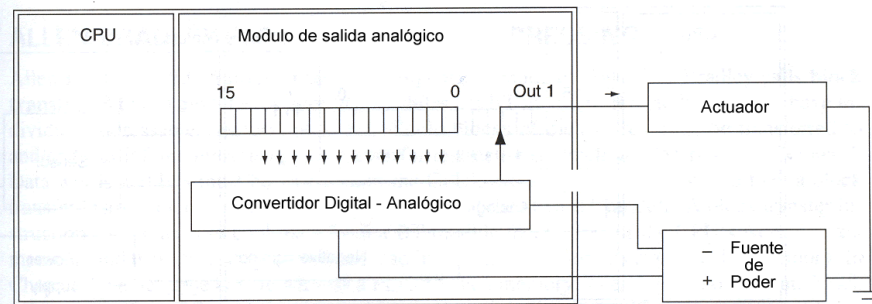 CPU
Modulo de salida analógico
15
0
Out 1
Actuador
Convertidor Digital - Analógico
– Fuente
de
+ Poder